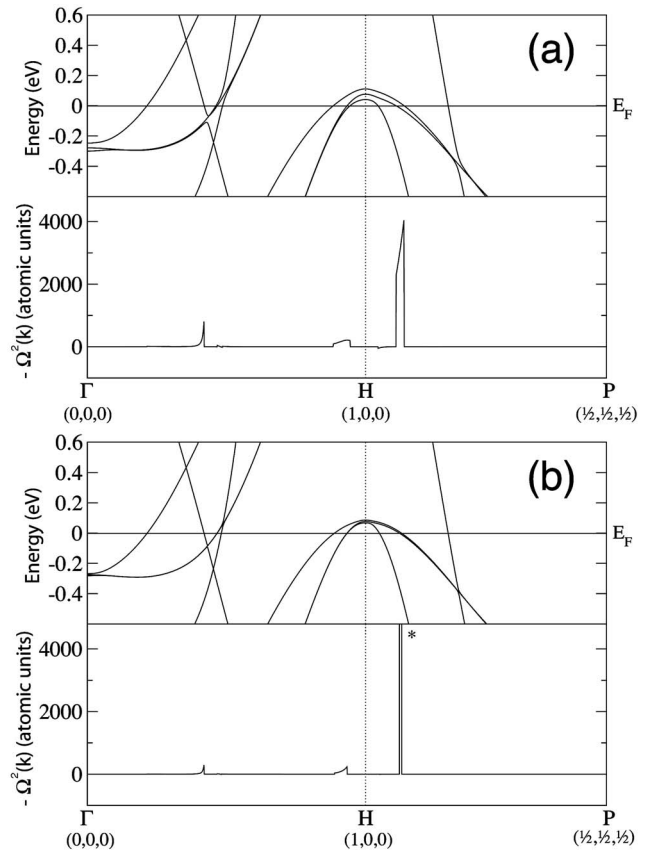 (a)
0.6
0.4
0.2
0
-0.2
-0.4
Energy (eV)
E_F
4000
2000
0
- Ω²(k) (atomic units)
Γ H P
(0,0,0) (1,0,0) (½,½,½)
(b)
0.6
0.4
0.2
0
-0.2
-0.4
Energy (eV)
E_F
*
4000
2000
0
- Ω²(k) (atomic units)
Γ H P
(0,0,0) (1,0,0) (½,½,½)